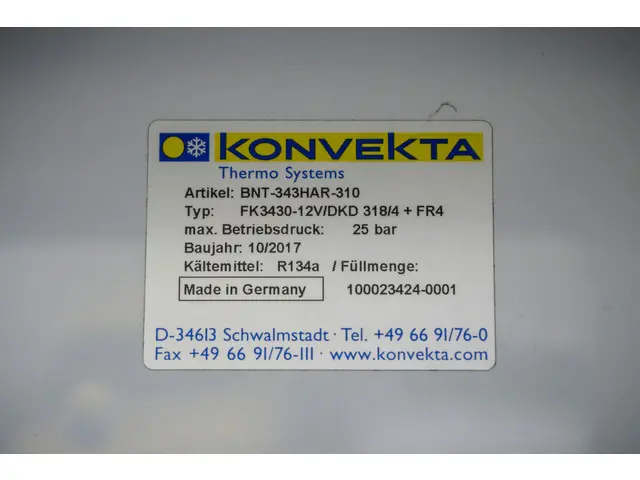 KONVEKTA
Thermo Systems
Artikel: BNT-343HAR-310
Typ: FK3430-12V/DKD 318/4 + FR4
max. Betriebsdruck: 25 bar
Baujahr: 10/2017
Kältemittel: R134a / Füllmenge:
Made in Germany 100023424-0001
D-34613 Schwalmstadt · Tel. +49 66 91/76-0
Fax +49 66 91/76-111 · www.konvekta.com